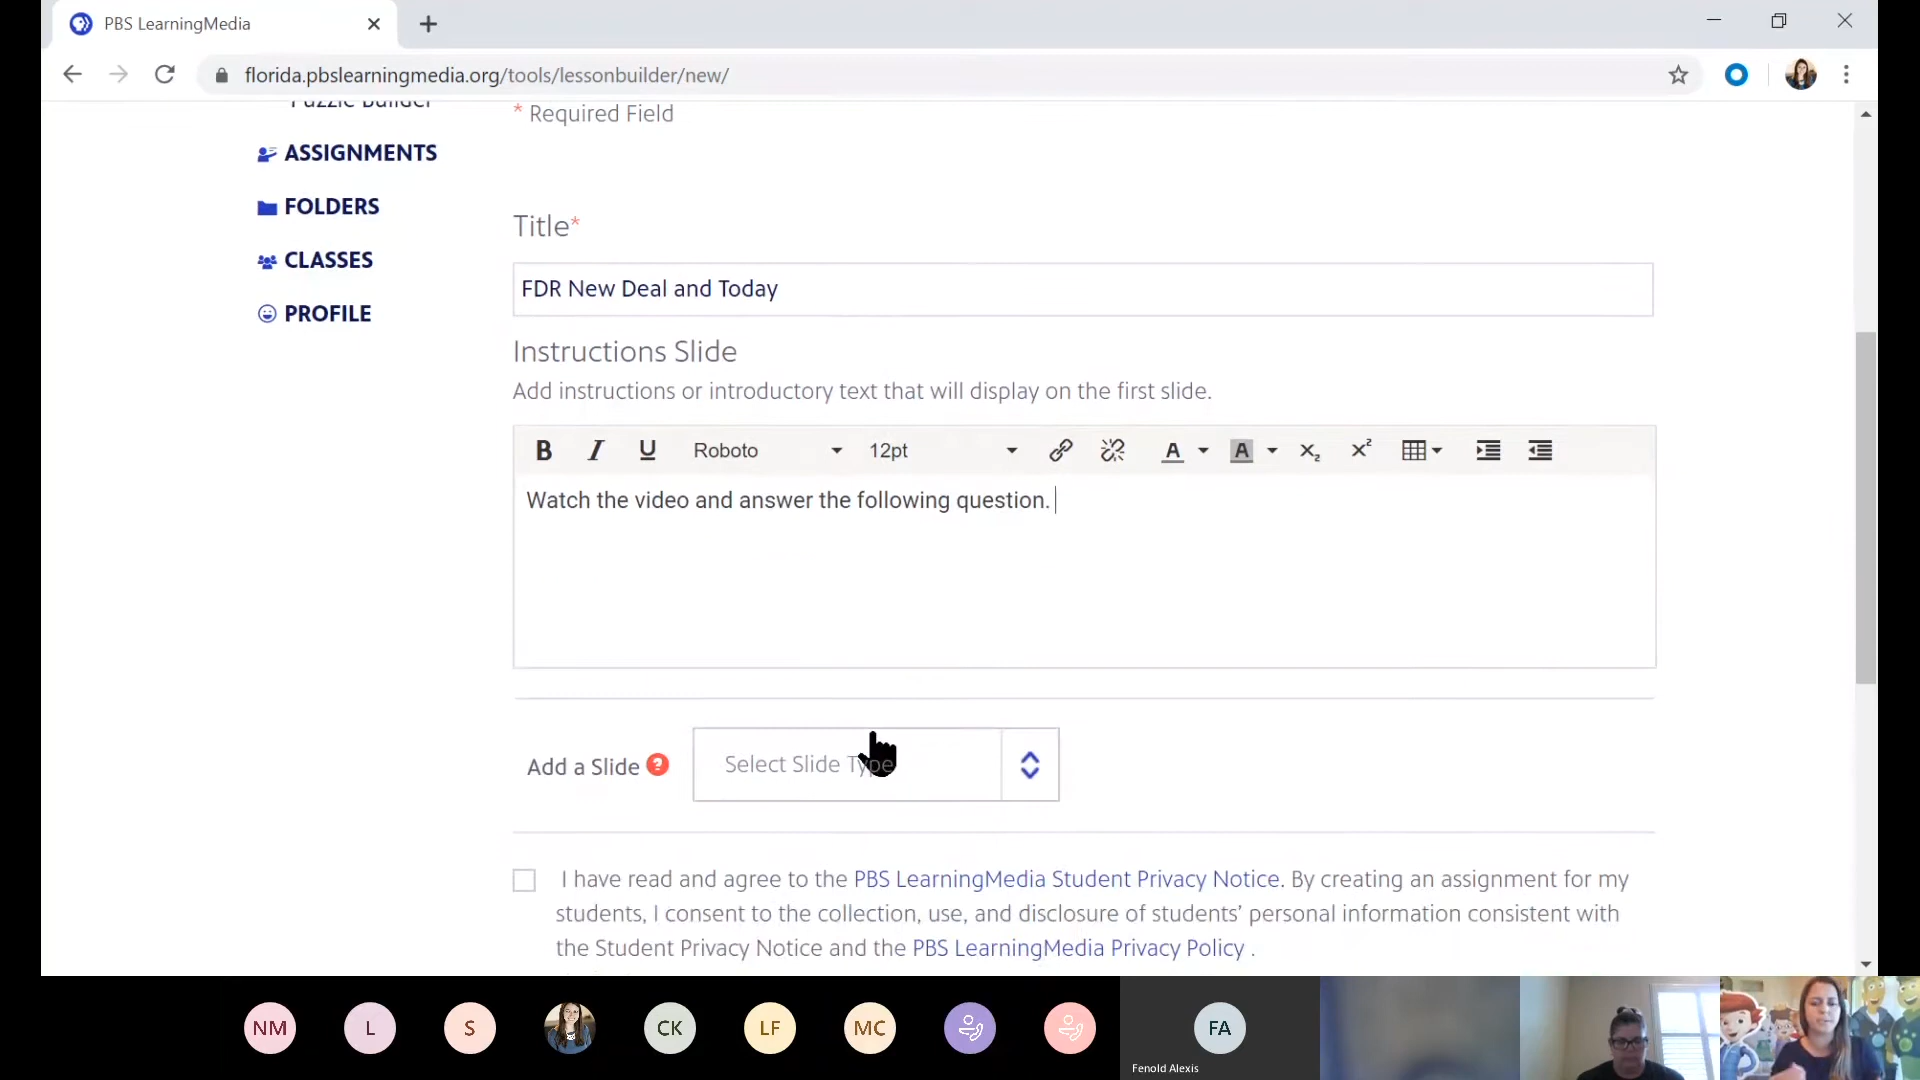 PBS LearningMedia
florida.pbslearningmedia.org/tools/lessonbuilder/new/
Puzzle Builder
* Required Field
ASSIGNMENTS
FOLDERS
CLASSES
PROFILE
Title*
FDR New Deal and Today
Instructions Slide
Add instructions or introductory text that will display on the first slide.
B I U Roboto 12pt A A X₂ X²
Watch the video and answer the following question.
Add a Slide ? Select Slide Type
I have read and agree to the PBS LearningMedia Student Privacy Notice. By creating an assignment for my
students, I consent to the collection, use, and disclosure of students’ personal information consistent with
the Student Privacy Notice and the PBS LearningMedia Privacy Policy .
NM L S CK LF MC FA
Fenold Alexis